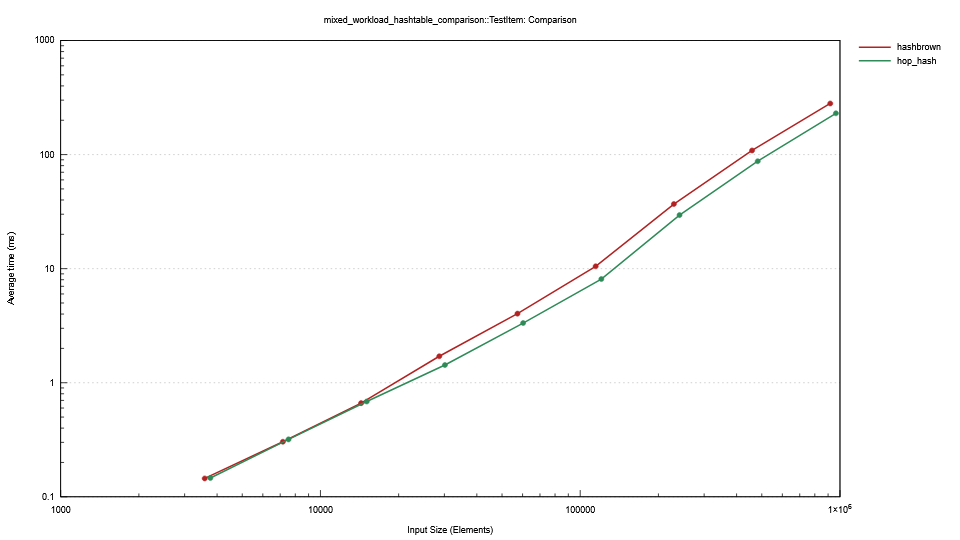 mixed_workload_hashtable_comparison::TestItem: Comparison
hashbrown
hop_hash
Average time (ms)
1000
100
10
1
0.1
1000
10000
100000
1×10⁶
Input Size (Elements)